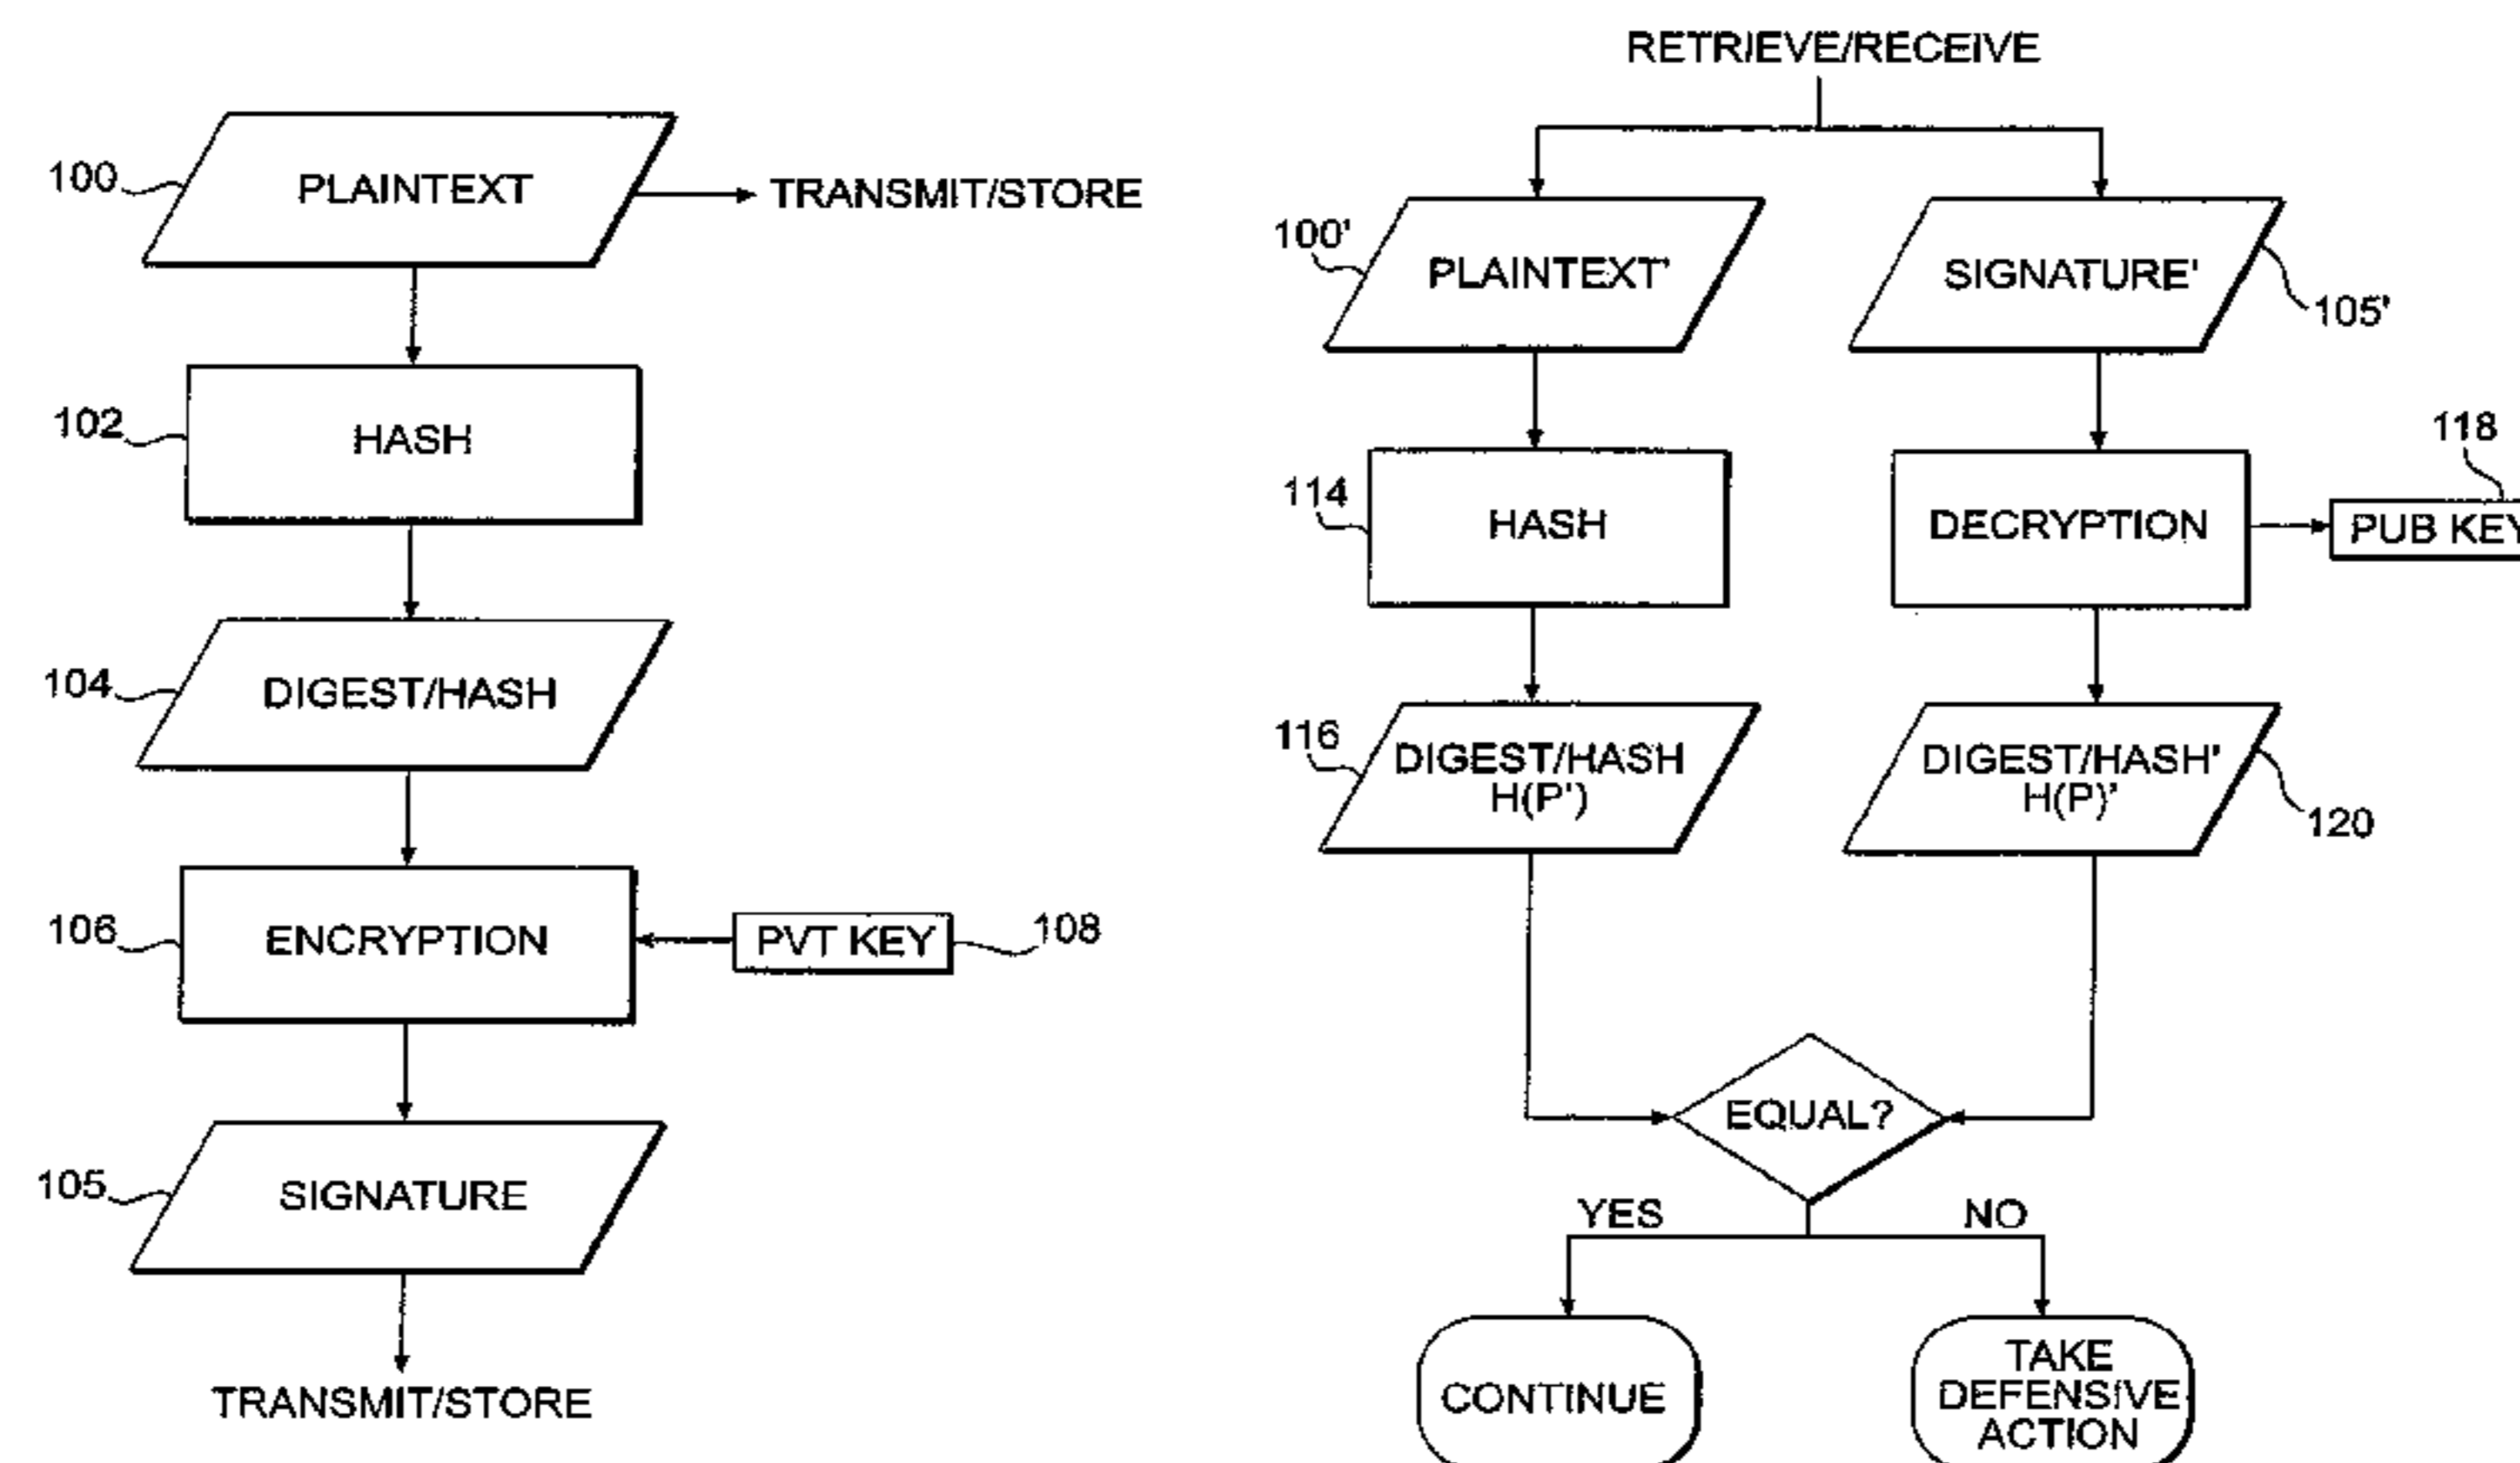 100
PLAINTEXT
TRANSMIT/STORE
102
HASH
104
DIGEST/HASH
106
ENCRYPTION
PVT KEY
108
105
SIGNATURE
TRANSMIT/STORE
RETRIEVE/RECEIVE
100'
PLAINTEXT'
SIGNATURE'
105'
114
HASH
DECRYPTION
118
PUB KEY
116
DIGEST/HASH
H(P')
DIGEST/HASH'
H(P)'
120
EQUAL?
YES
NO
CONTINUE
TAKE
DEFENSIVE
ACTION